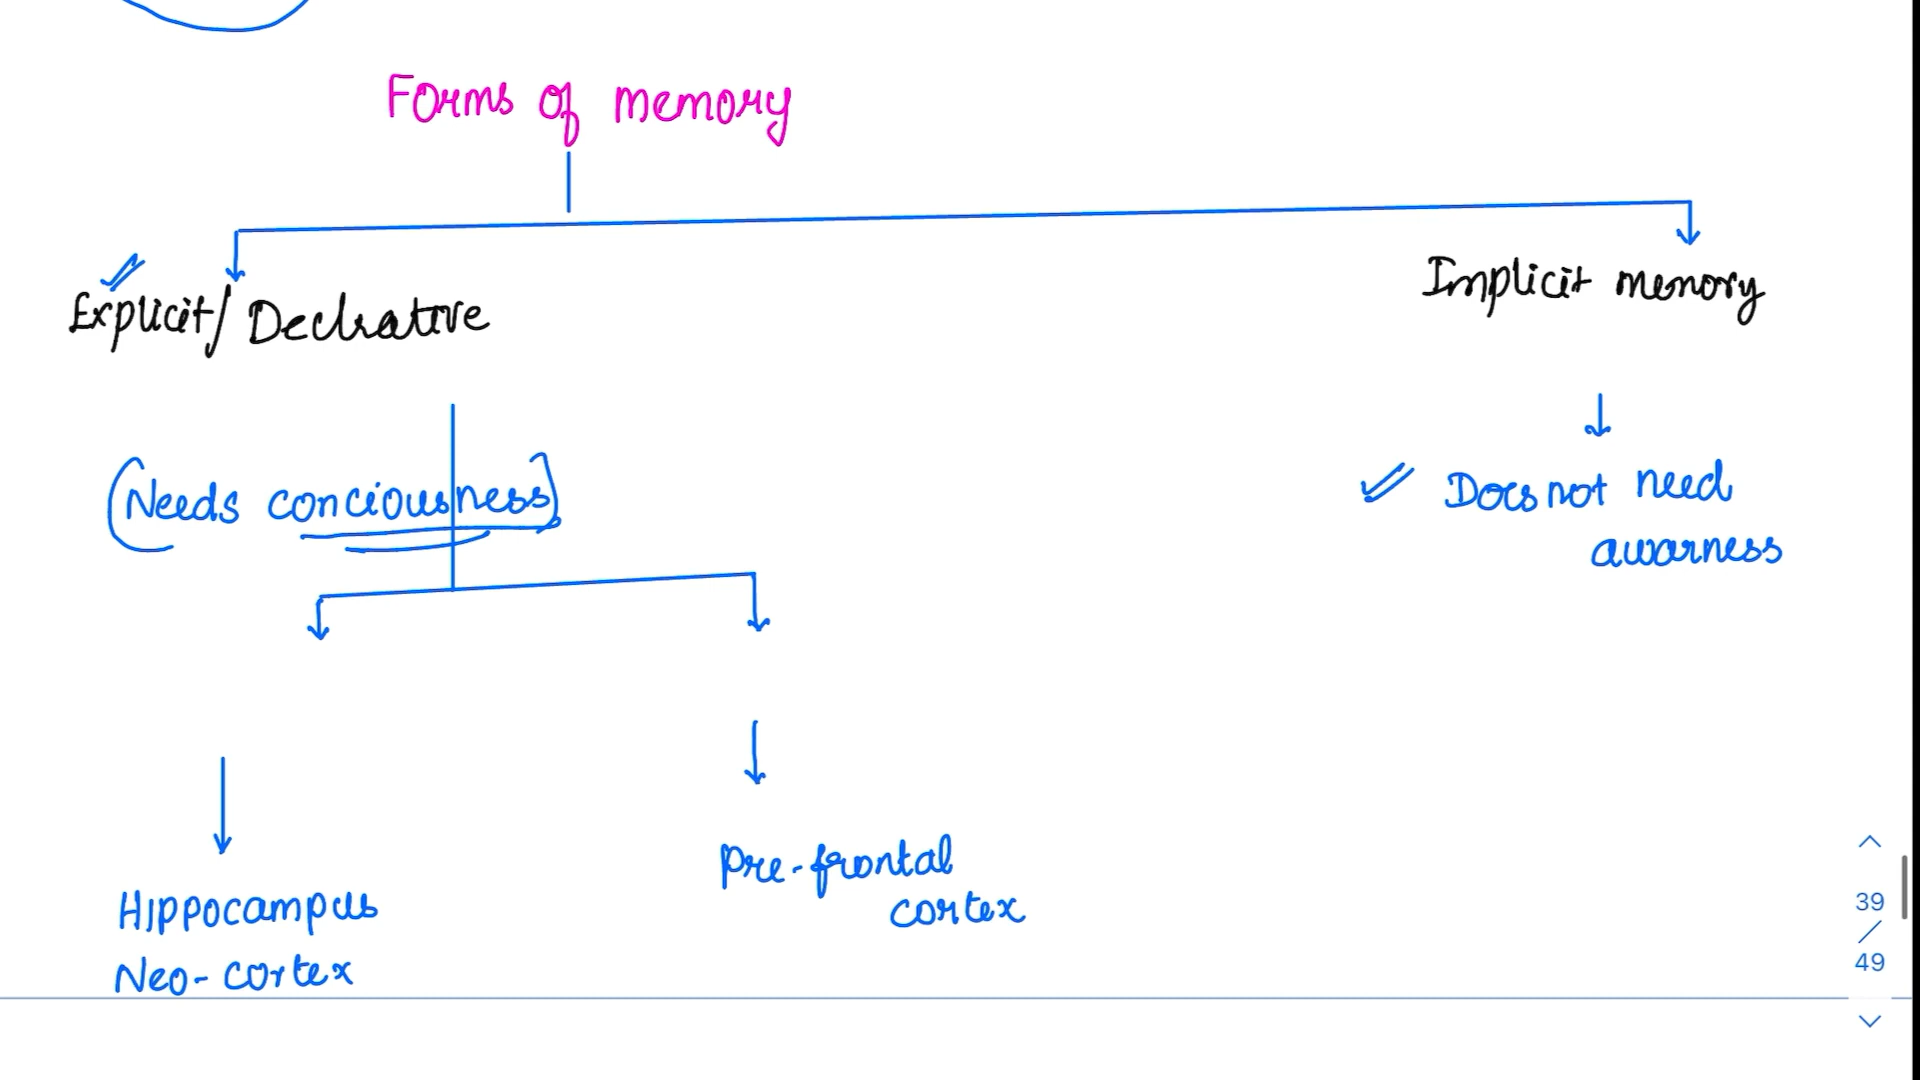 Forms of memory
Explicit/ Declrative
Implicit memory
(Needs conciousness)
Does not need
awarness
Hippocampus
Neo-cortex
Pre-frontal
cortex
39
/
49